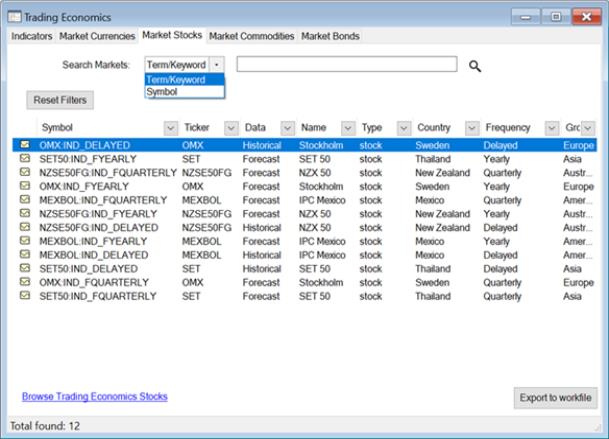 Trading Economics
Indicators Market Currencies Market Stocks Market Commodities Market Bonds
Search Markets: Term/Keyword
Term/Keyword
Symbol
Reset Filters
Symbol Ticker Data Name Type Country Frequency Grc
OMX:IND_DELAYED OMX Historical Stockholm stock Sweden Delayed Europe
SET50:IND_FYEARLY SET Forecast SET 50 stock Thailand Yearly Asia
NZSE50FG:IND_FQUARTERLY NZSE50FG Forecast NZX 50 stock New Zealand Quarterly Austr...
OMX:IND_FYEARLY OMX Forecast Stockholm stock Sweden Yearly Europe
MEXBOL:IND_FQUARTERLY MEXBOL Forecast IPC Mexico stock Mexico Quarterly Amer...
NZSE50FG:IND_FYEARLY NZSE50FG Forecast NZX 50 stock New Zealand Yearly Austr...
NZSE50FG:IND_DELAYED NZSE50FG Historical NZX 50 stock New Zealand Delayed Austr...
MEXBOL:IND_FYEARLY MEXBOL Forecast IPC Mexico stock Mexico Yearly Amer...
MEXBOL:IND_DELAYED MEXBOL Historical IPC Mexico stock Mexico Delayed Amer...
SET50:IND_DELAYED SET Historical SET 50 stock Thailand Delayed Asia
OMX:IND_FQUARTERLY OMX Forecast Stockholm stock Sweden Quarterly Europe
SET50:IND_FQUARTERLY SET Forecast SET 50 stock Thailand Quarterly Asia
Browse Trading Economics Stocks
Export to workfile
Total found: 12